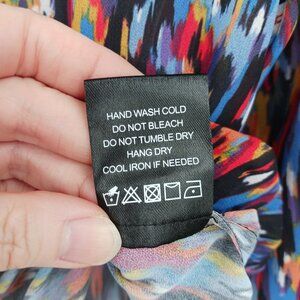 HAND WASH COLD
DO NOT BLEACH
DO NOT TUMBLE DRY
HANG DRY
COOL IRON IF NEEDED